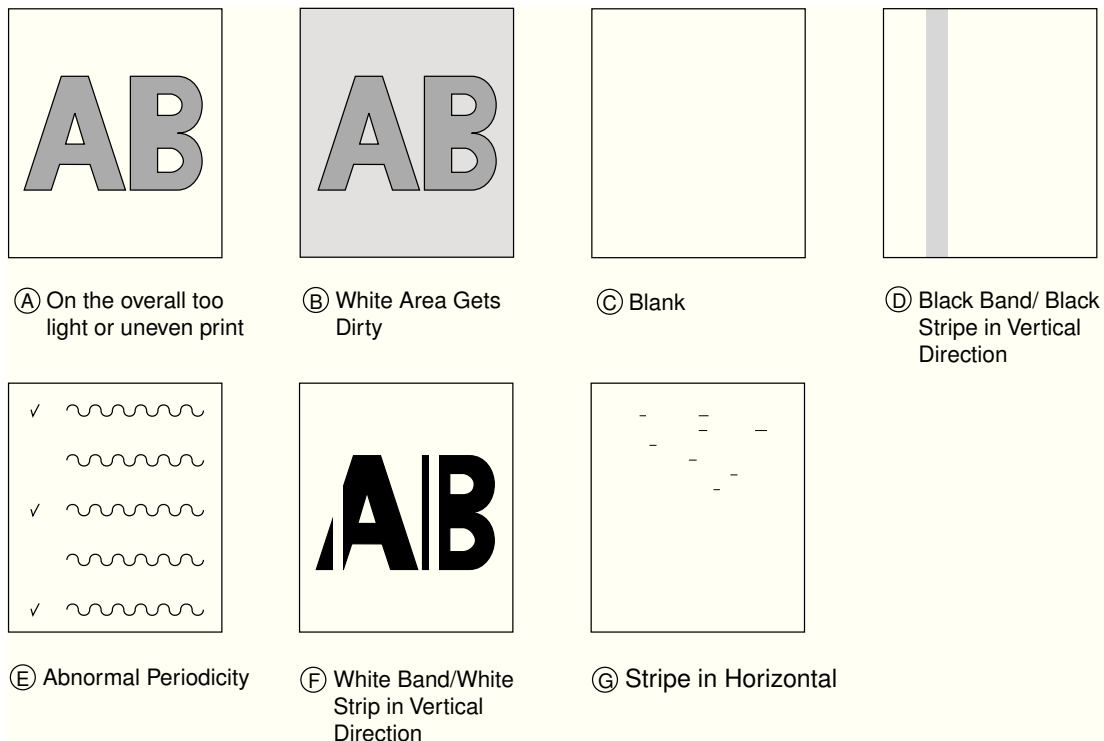 AB
AB
Ⓐ On the overall too
light or uneven print
Ⓑ White Area Gets
Dirty
Ⓒ Blank
Ⓓ Black Band/ Black
Stripe in Vertical
Direction
AB
Ⓔ Abnormal Periodicity
Ⓕ White Band/White
Strip in Vertical
Direction
Ⓖ Stripe in Horizontal